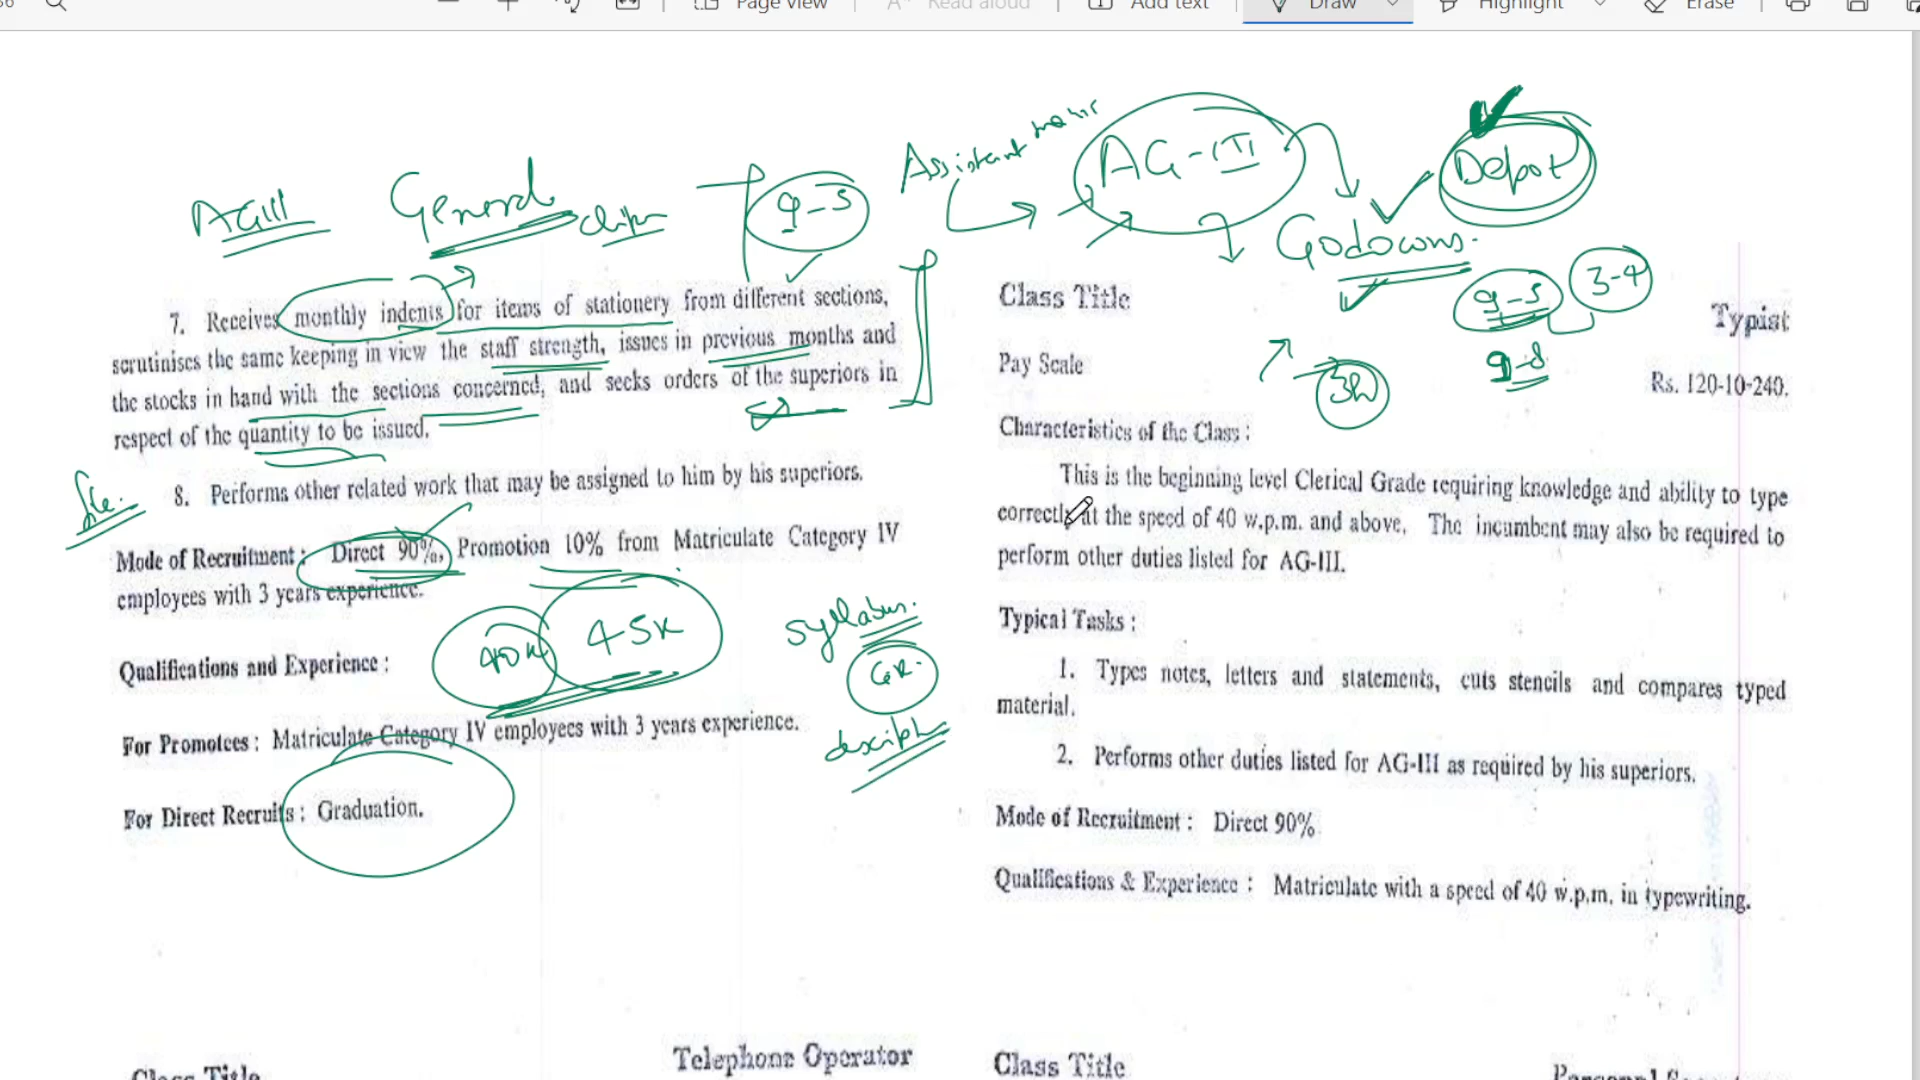 36
Page view
Read aloud
Add text
Draw
Highlight
Erase
AGIII General 9-5
Assistant AG-III
Depot
Godowns.
9-5 3-4
9-8
7. Receives monthly indents for items of stationery from different sections,
scrutinises the same keeping in view the staff strength, issues in previous months and
the stocks in hand with the sections concerned, and seeks orders of the superiors in
respect of the quantity to be issued.
8. Performs other related work that may be assigned to him by his superiors.
Mode of Recruitment : Direct 90%, Promotion 10% from Matriculate Category IV
employees with 3 years experience.
40K 45K
syllabus.
Qualifications and Experience :
For Promotees : Matriculate Category IV employees with 3 years experience.
For Direct Recruits : Graduation.
Class Title
Telephone Operator
Class Title
Typist
Pay Scale
Rs. 120-10-240.
Characteristics of the Class :
This is the beginning level Clerical Grade requiring knowledge and ability to type
correctly at the speed of 40 w.p.m. and above. The incumbent may also be required to
perform other duties listed for AG-III.
Typical Tasks :
1. Types notes, letters and statements, cuts stencils and compares typed
material.
2. Performs other duties listed for AG-III as required by his superiors.
Mode of Recruitment : Direct 90%
Qualifications & Experience : Matriculate with a speed of 40 w.p.m. in typewriting.
Class Title